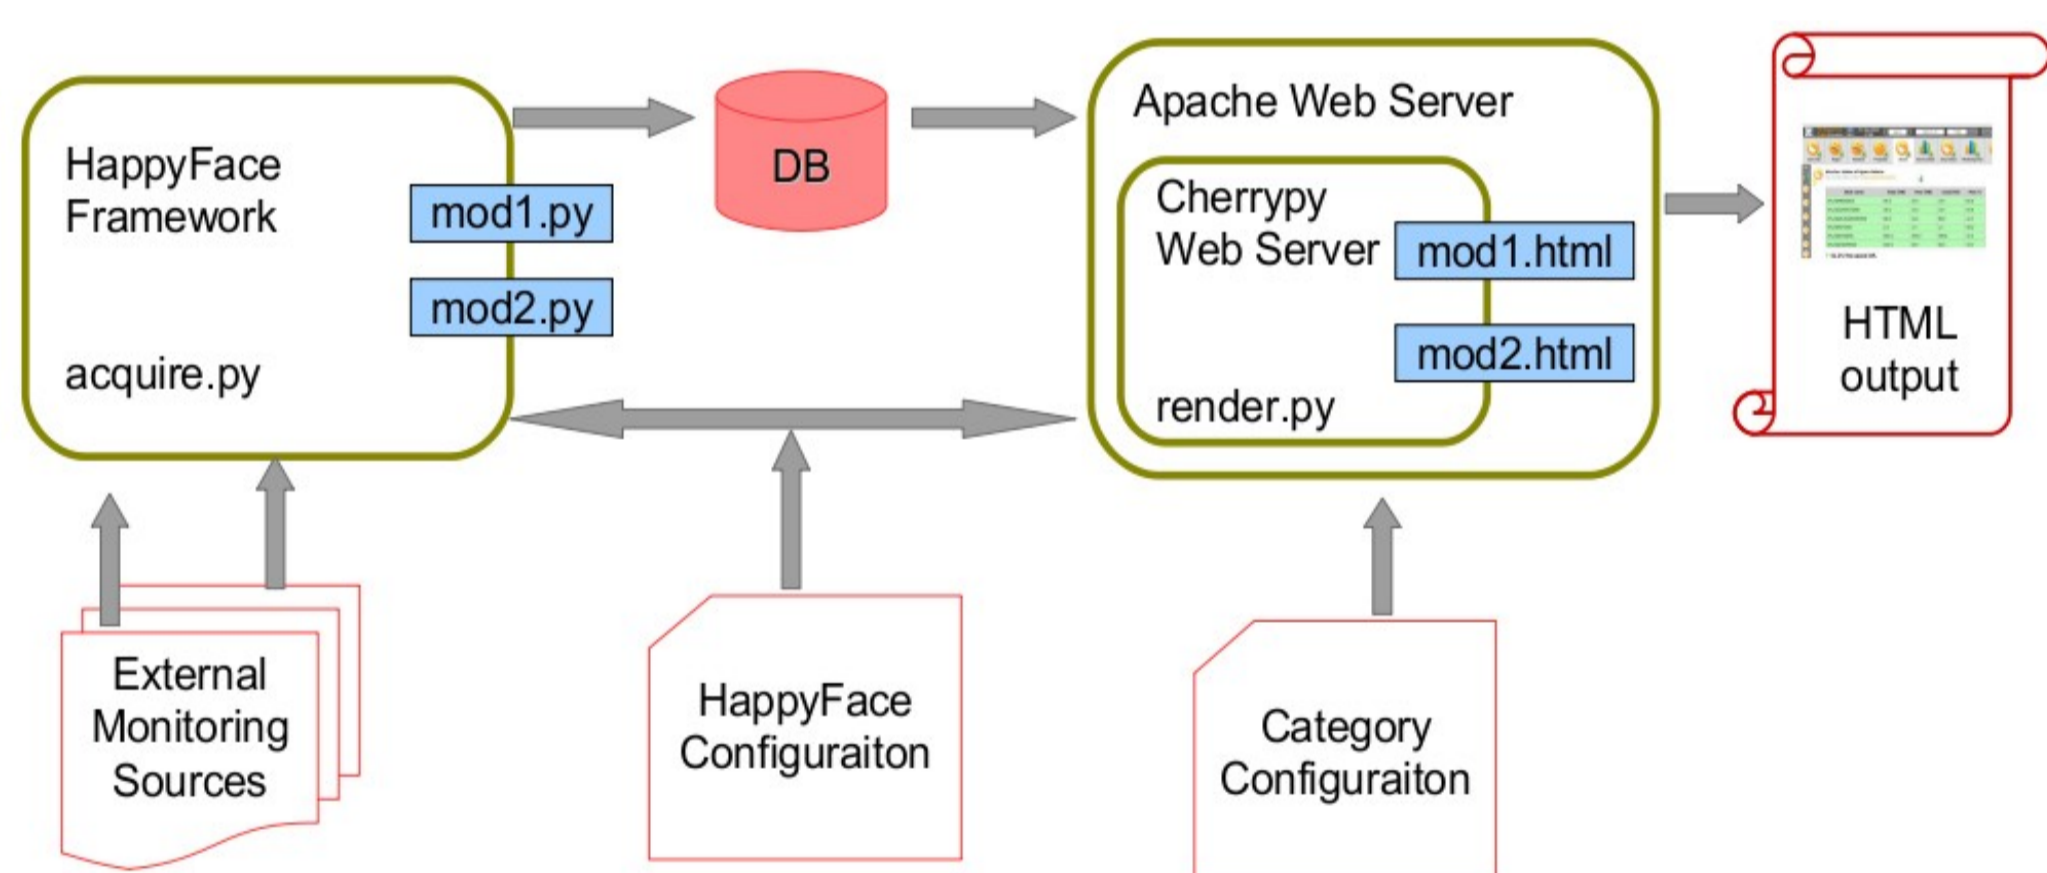 HappyFace
Framework
mod1.py
mod2.py
acquire.py
DB
Apache Web Server
Cherrypy
Web Server
mod1.html
mod2.html
render.py
HTML
output
External
Monitoring
Sources
HappyFace
Configuraiton
Category
Configuraiton